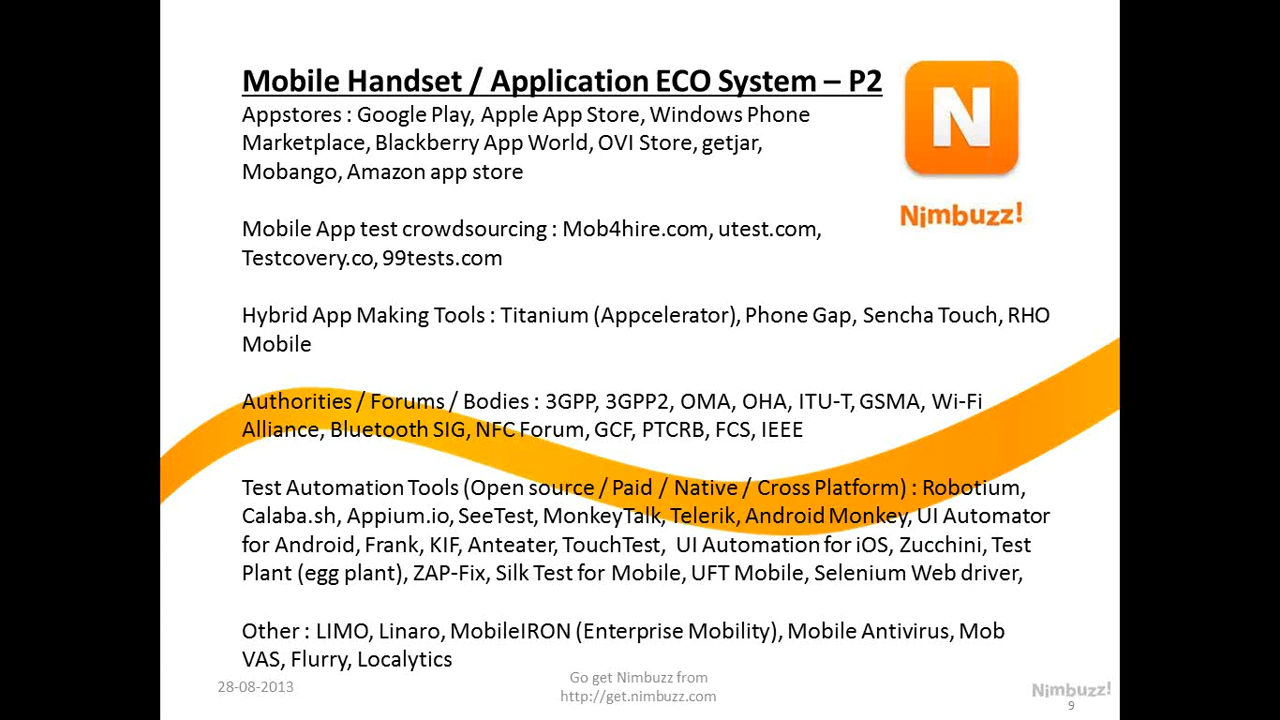 Mobile Handset / Application ECO System – P2
Appstores : Google Play, Apple App Store, Windows Phone
Marketplace, Blackberry App World, OVI Store, getjar,
Mobango, Amazon app store
N
Nimbuzz!
Mobile App test crowdsourcing : Mob4hire.com, utest.com,
Testcovery.co, 99tests.com
Hybrid App Making Tools : Titanium (Appcelerator), Phone Gap, Sencha Touch, RHO
Mobile
Authorities / Forums / Bodies : 3GPP, 3GPP2, OMA, OHA, ITU-T, GSMA, Wi-Fi
Alliance, Bluetooth SIG, NFC Forum, GCF, PTCRB, FCS, IEEE
Test Automation Tools (Open source / Paid / Native / Cross Platform) : Robotium,
Calaba.sh, Appium.io, SeeTest, MonkeyTalk, Telerik, Android Monkey, UI Automator
for Android, Frank, KIF, Anteater, TouchTest, UI Automation for iOS, Zucchini, Test
Plant (egg plant), ZAP-Fix, Silk Test for Mobile, UFT Mobile, Selenium Web driver,
Other : LIMO, Linaro, MobileIRON (Enterprise Mobility), Mobile Antivirus, Mob
VAS, Flurry, Localytics
28-08-2013
Go get Nimbuzz from
http://get.nimbuzz.com
Nimbuzz!
9